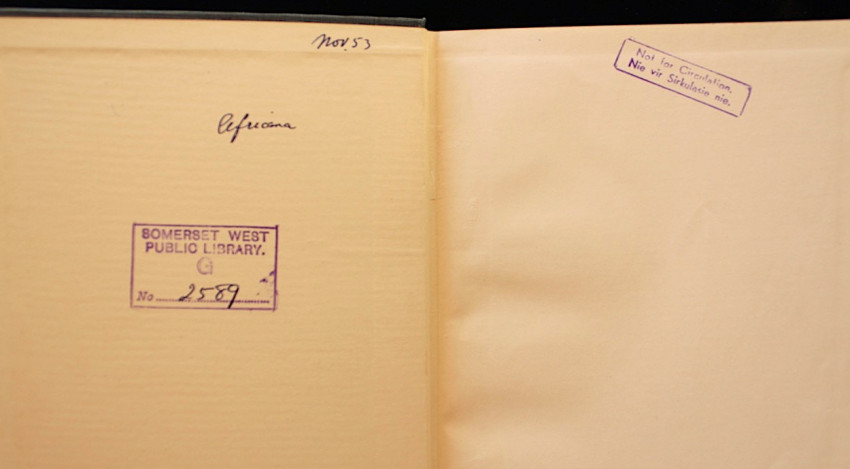 Nov. 53
Africana
SOMERSET WEST
PUBLIC LIBRARY.
G
No. 2589
Not for Circulation.
Nie vir Sirkulasie nie.